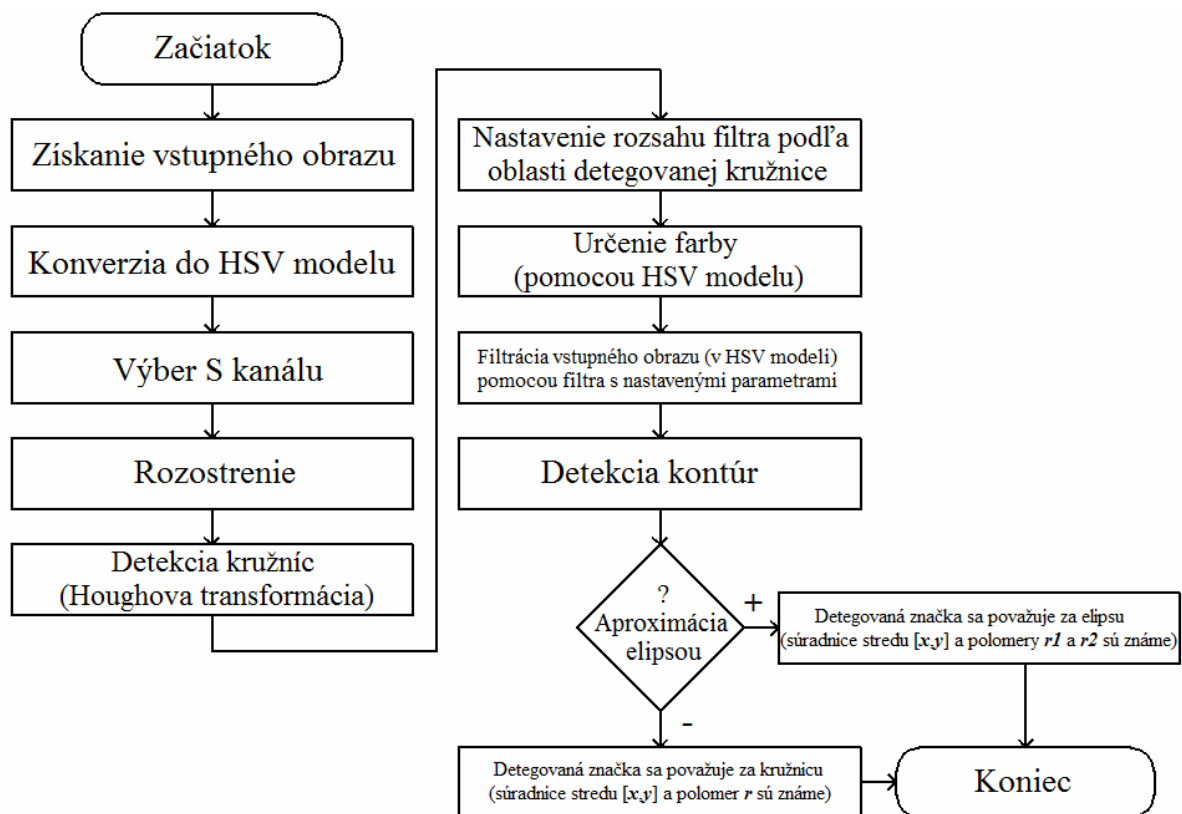 Začiatok
Získanie vstupného obrazu
Konverzia do HSV modelu
Výber S kanálu
Rozostrenie
Detekcia kružníc
(Houghova transformácia)
Nastavenie rozsahu filtra podľa
oblasti detegovanej kružnice
Určenie farby
(pomocou HSV modelu)
Filtrácia vstupného obrazu (v HSV modeli)
pomocou filtra s nastavenými parametrami
Detekcia kontúr
?
Aproximácia
elipsou
+
Detegovaná značka sa považuje za elipsu
(súradnice stredu [x,y] a polomery r1 a r2 sú známe)
-
Detegovaná značka sa považuje za kružnicu
(súradnice stredu [x,y] a polomer r sú známe)
Koniec